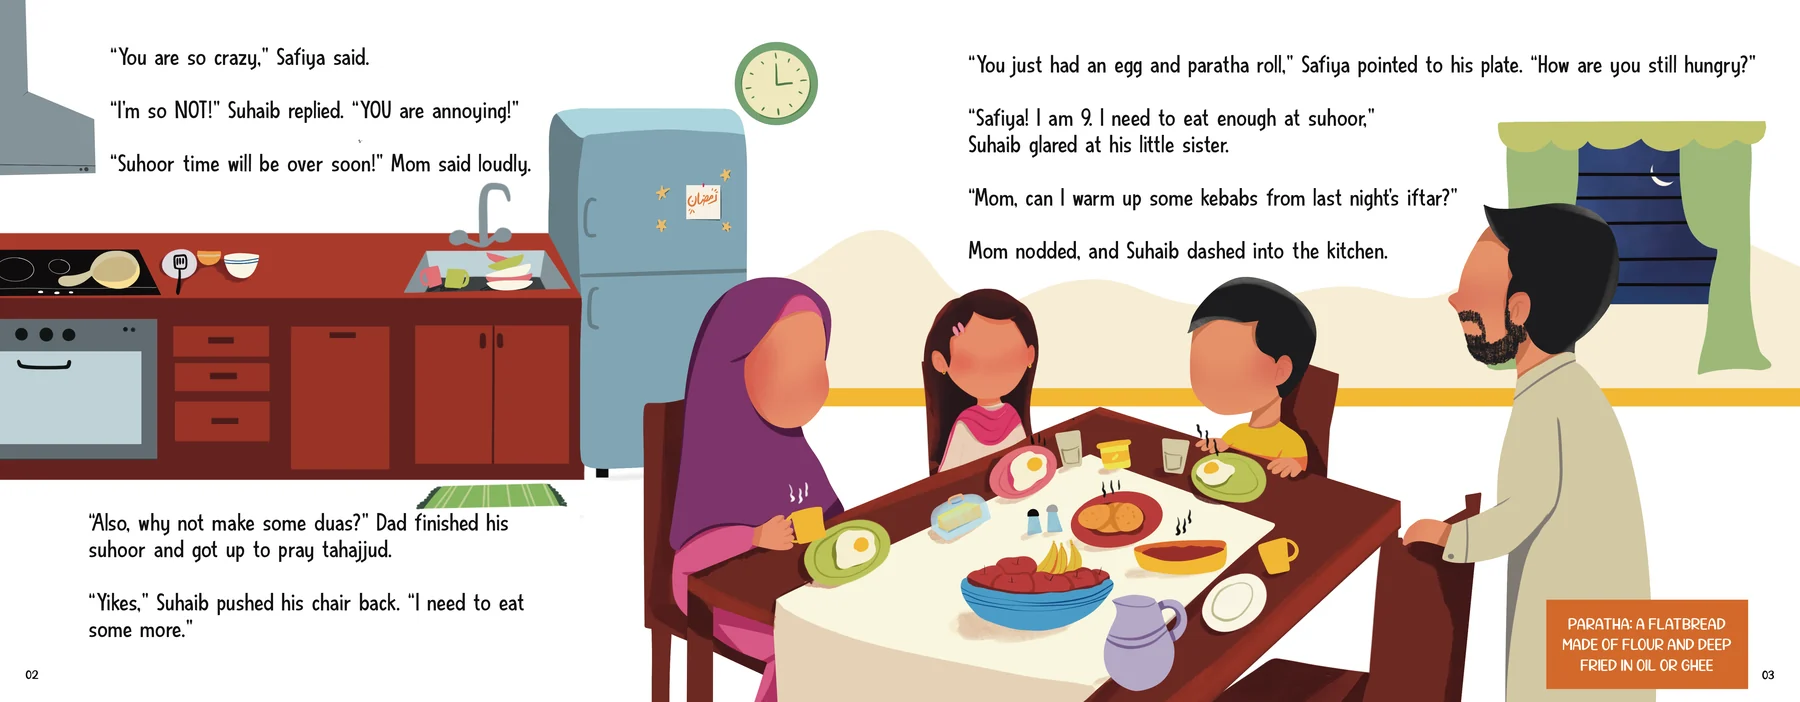 “You are so crazy,” Safiya said.
“I’m so NOT!” Suhaib replied. “YOU are annoying!”
“Suhoor time will be over soon!” Mom said loudly.
رمضان
“Also, why not make some duas?” Dad finished his
suhoor and got up to pray tahajjud.
“Yikes,” Suhaib pushed his chair back. “I need to eat
some more.”
02
“You just had an egg and paratha roll,” Safiya pointed to his plate. “How are you still hungry?”
“Safiya! I am 9. I need to eat enough at suhoor,”
Suhaib glared at his little sister.
“Mom, can I warm up some kebabs from last night’s iftar?”
Mom nodded, and Suhaib dashed into the kitchen.
PARATHA: A FLATBREAD
MADE OF FLOUR AND DEEP
FRIED IN OIL OR GHEE
03